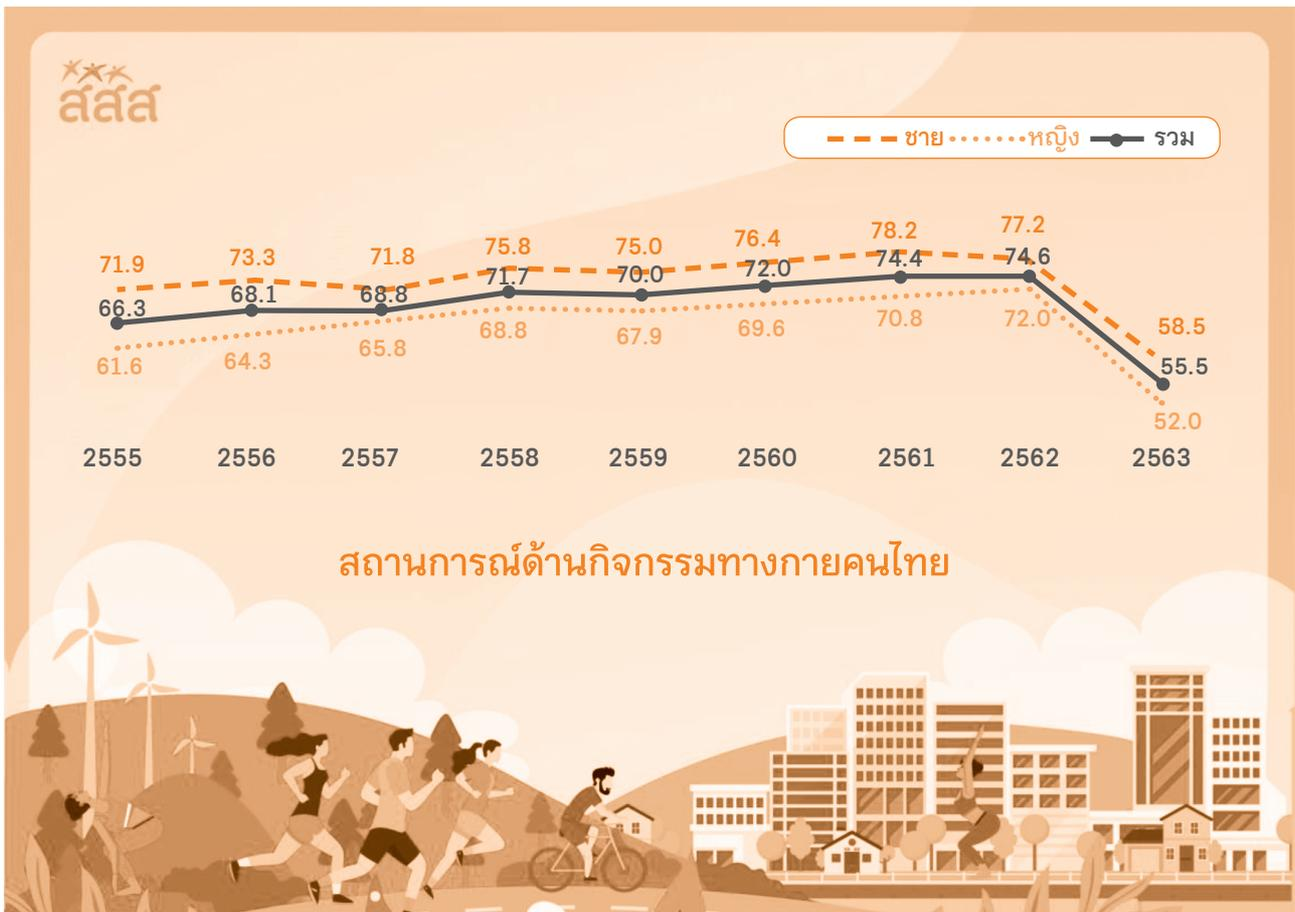 สสส
ชาย หญิง รวม
71.9 73.3 71.8 75.8 75.0 76.4 78.2 77.2 58.5
66.3 68.1 68.8 71.7 70.0 72.0 74.4 74.6 55.5
61.6 64.3 65.8 68.8 67.9 69.6 70.8 72.0 52.0
2555 2556 2557 2558 2559 2560 2561 2562 2563
สถานการณ์ด้านกิจกรรมทางกายคนไทย